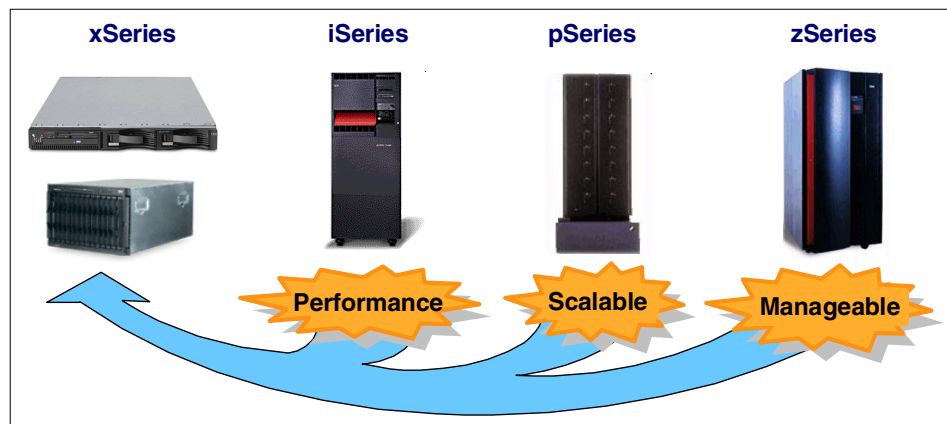 xSeries
iSeries
pSeries
zSeries
Performance
Scalable
Manageable